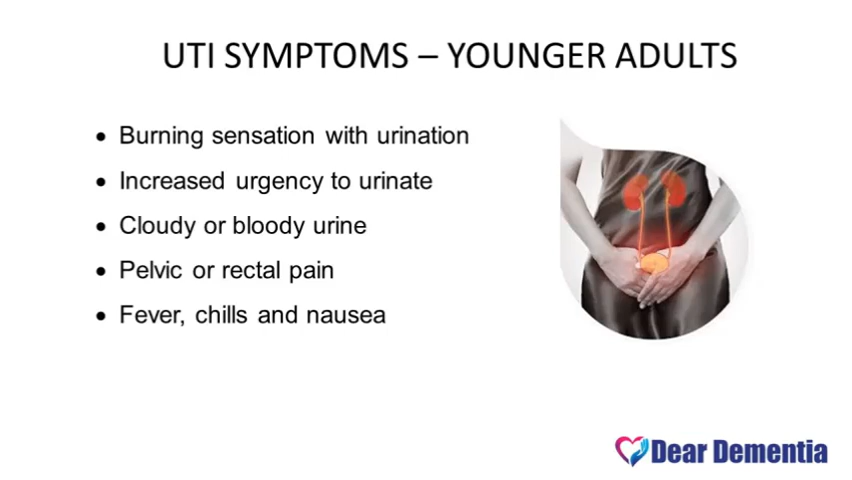 UTI SYMPTOMS – YOUNGER ADULTS
• Burning sensation with urination
• Increased urgency to urinate
• Cloudy or bloody urine
• Pelvic or rectal pain
• Fever, chills and nausea
Dear Dementia